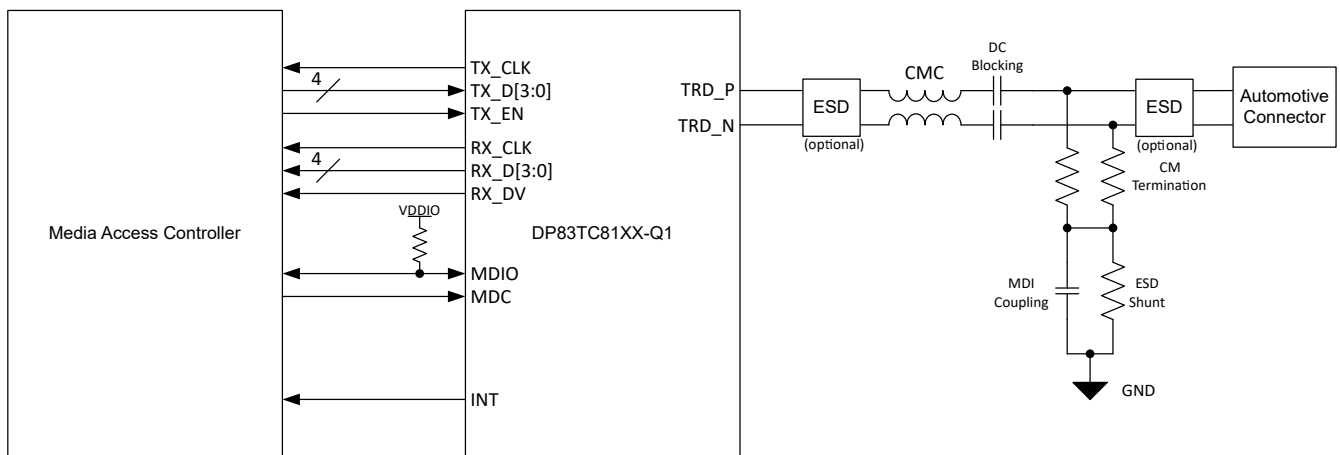 Media Access Controller
4
4
VDDIO
DP83TC81XX-Q1
TX_CLK
TX_D[3:0]
TX_EN
RX_CLK
RX_D[3:0]
RX_DV
MDIO
MDC
INT
TRD_P
TRD_N
ESD
(optional)
CMC
DC
Blocking
ESD
(optional)
CM
Termination
Automotive
Connector
MDI
Coupling
ESD
Shunt
GND